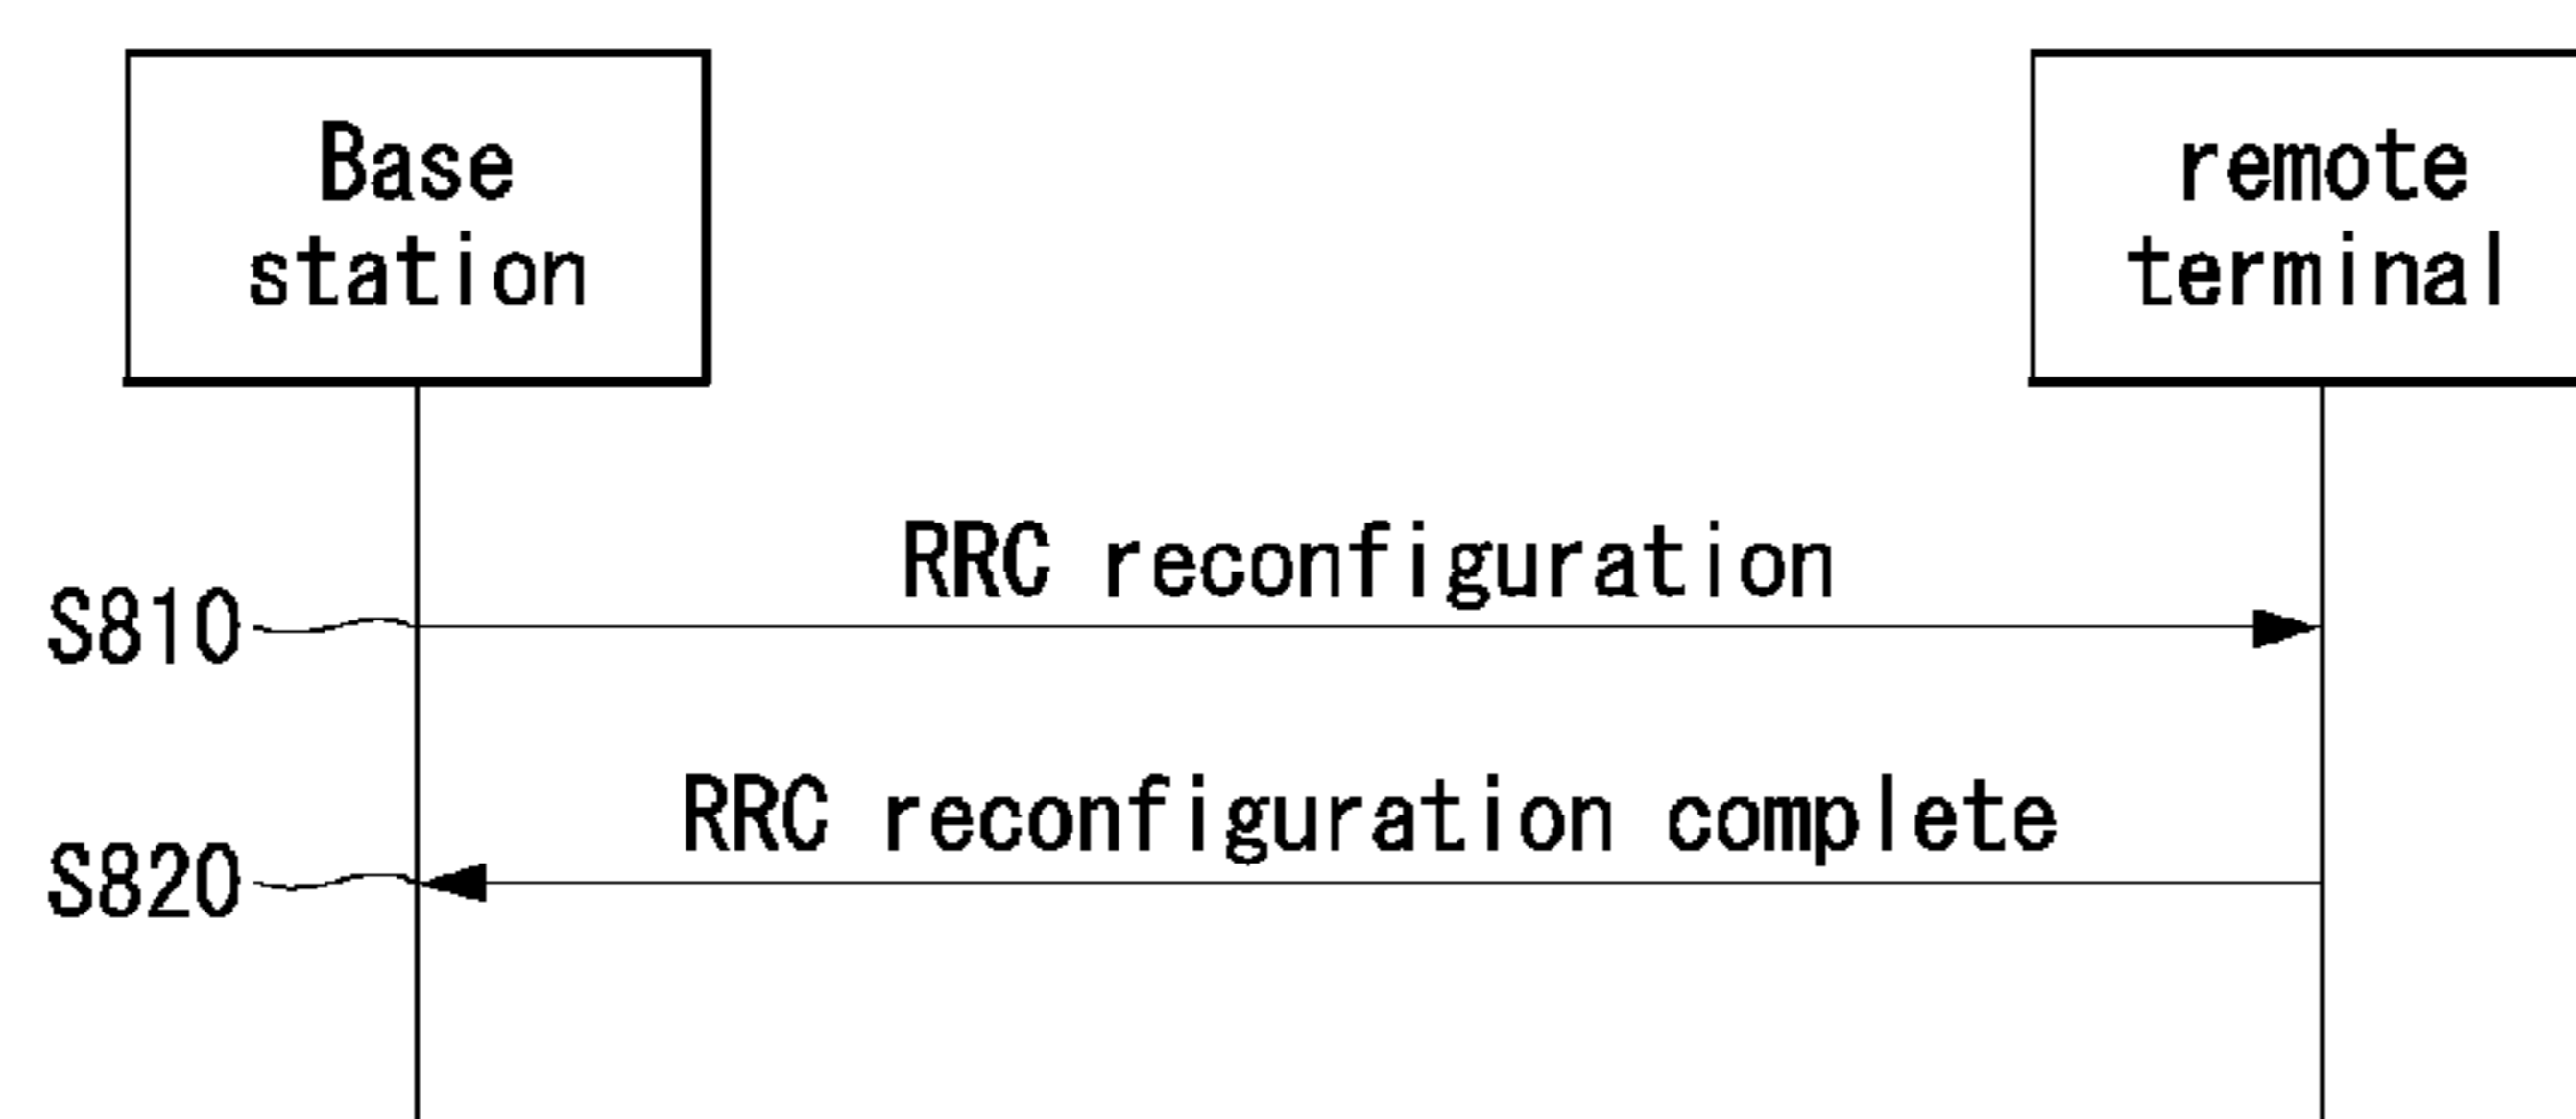 Base
station
remote
terminal
RRC reconfiguration
S810
RRC reconfiguration complete
S820